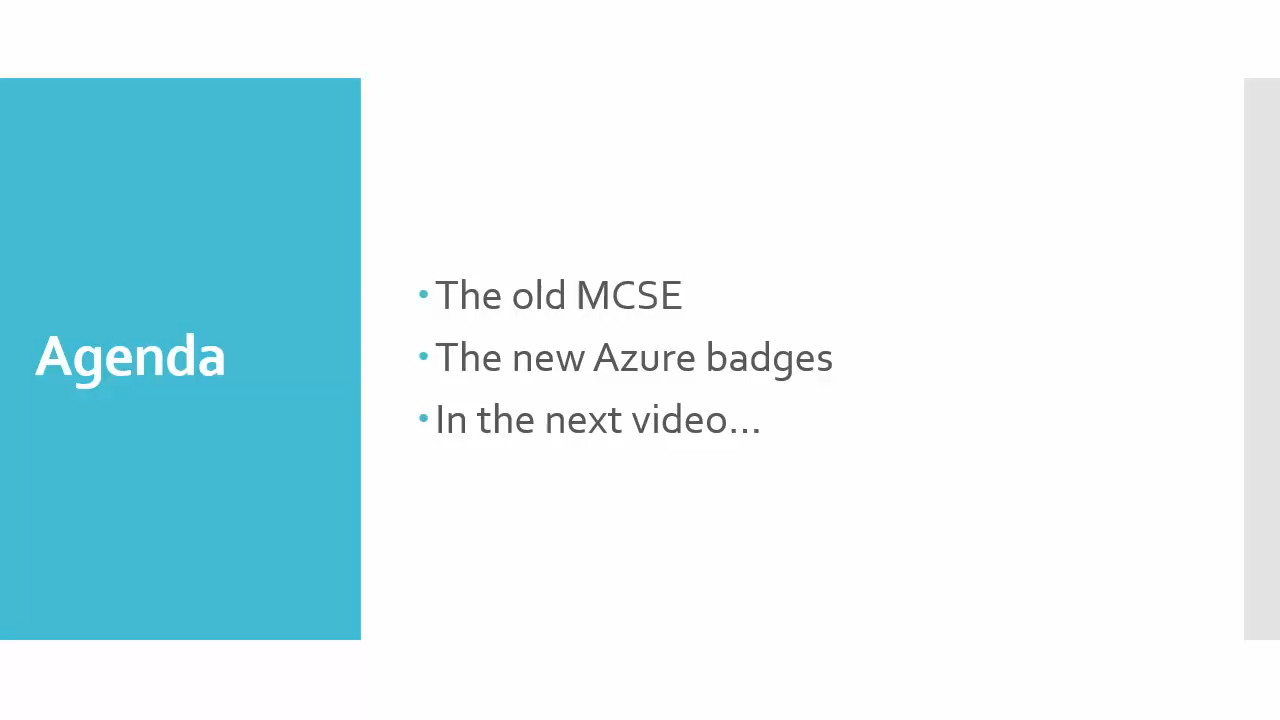 Agenda
• The old MCSE
• The new Azure badges
• In the next video…